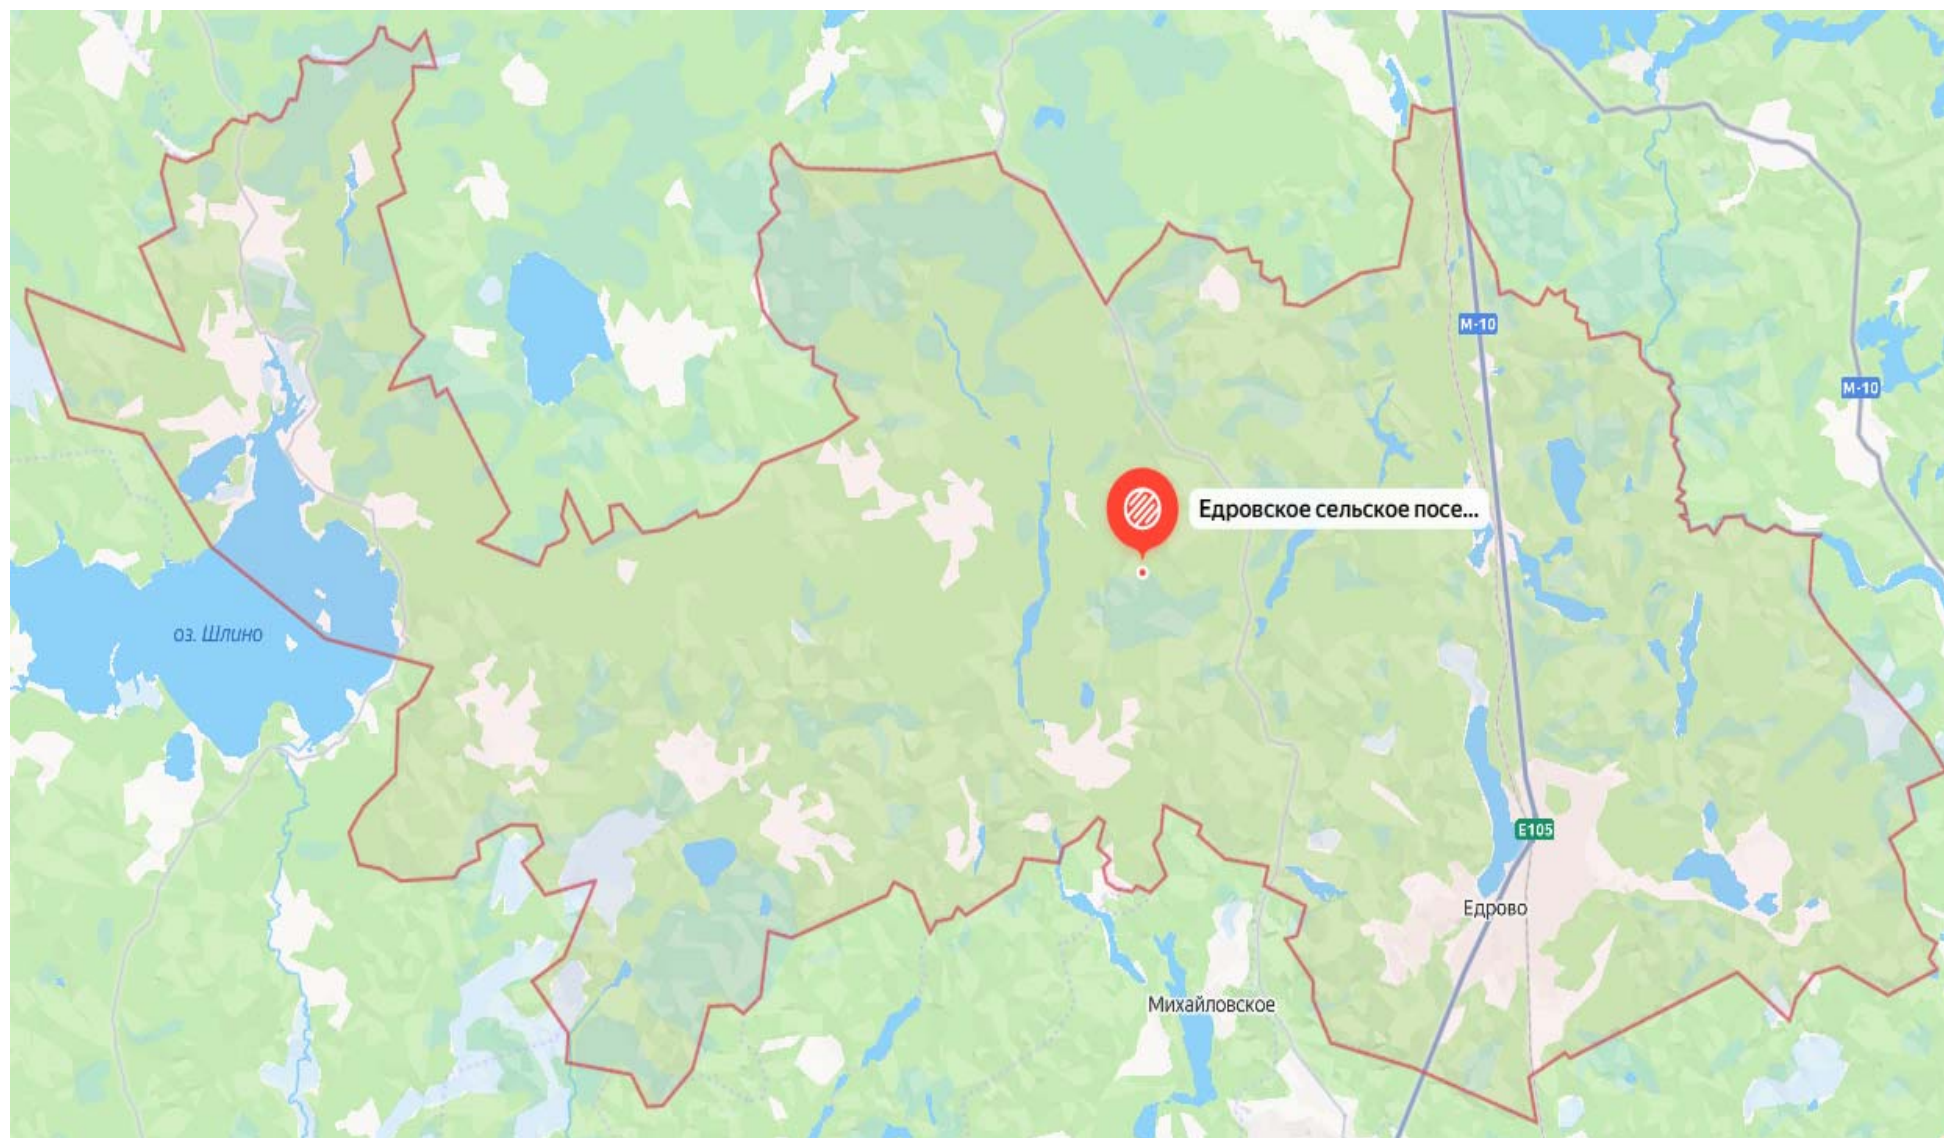 М-10
М-10
Едровское сельское посе...
оз. Шлино
E105
Едрово
Михайловское